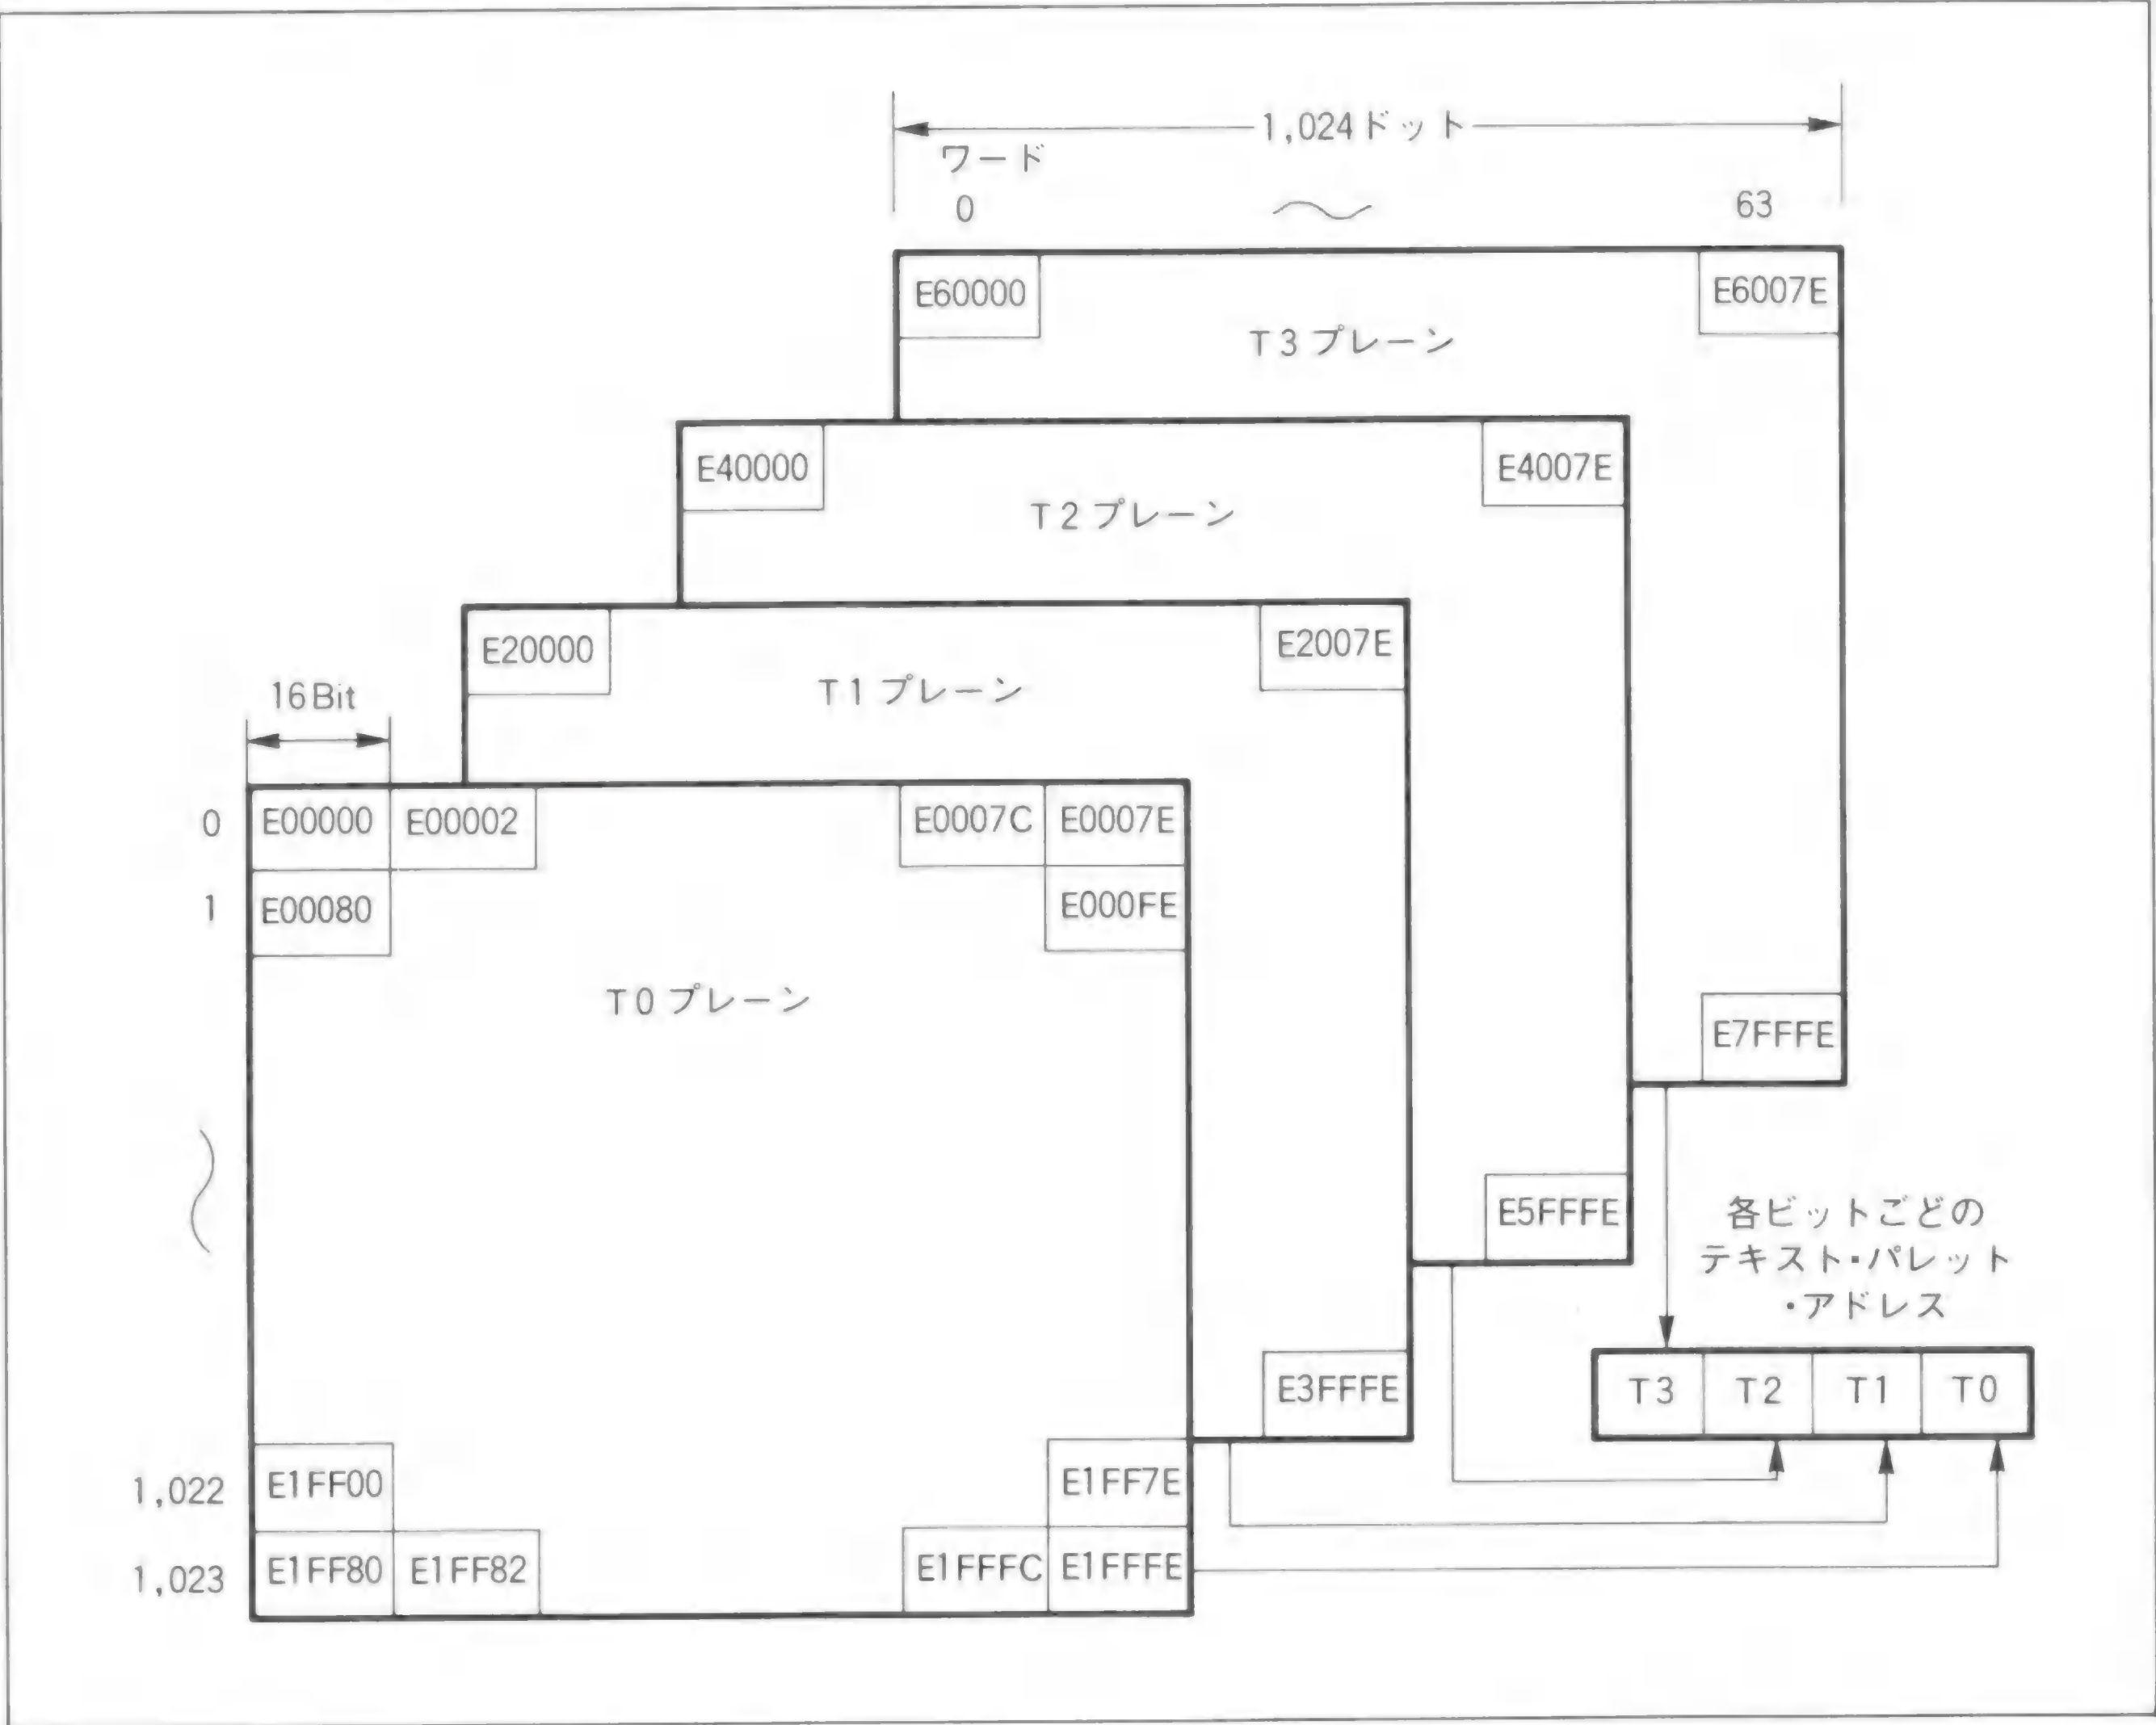 1,024ドット
ワード
0 63
E60000 E6007E
T3プレーン
E40000 E4007E
T2プレーン
E20000 E2007E
T1プレーン
16Bit
0 E00000 E00002 E0007C E0007E
1 E00080 E000FE
T0プレーン
E7FFFE
E5FFFE
各ビットごどの
テキスト・パレット
・アドレス
E3FFFE
T3 T2 T1 T0
1,022 E1FF00 E1FF7E
1,023 E1FF80 E1FF82 E1FFFC E1FFFE